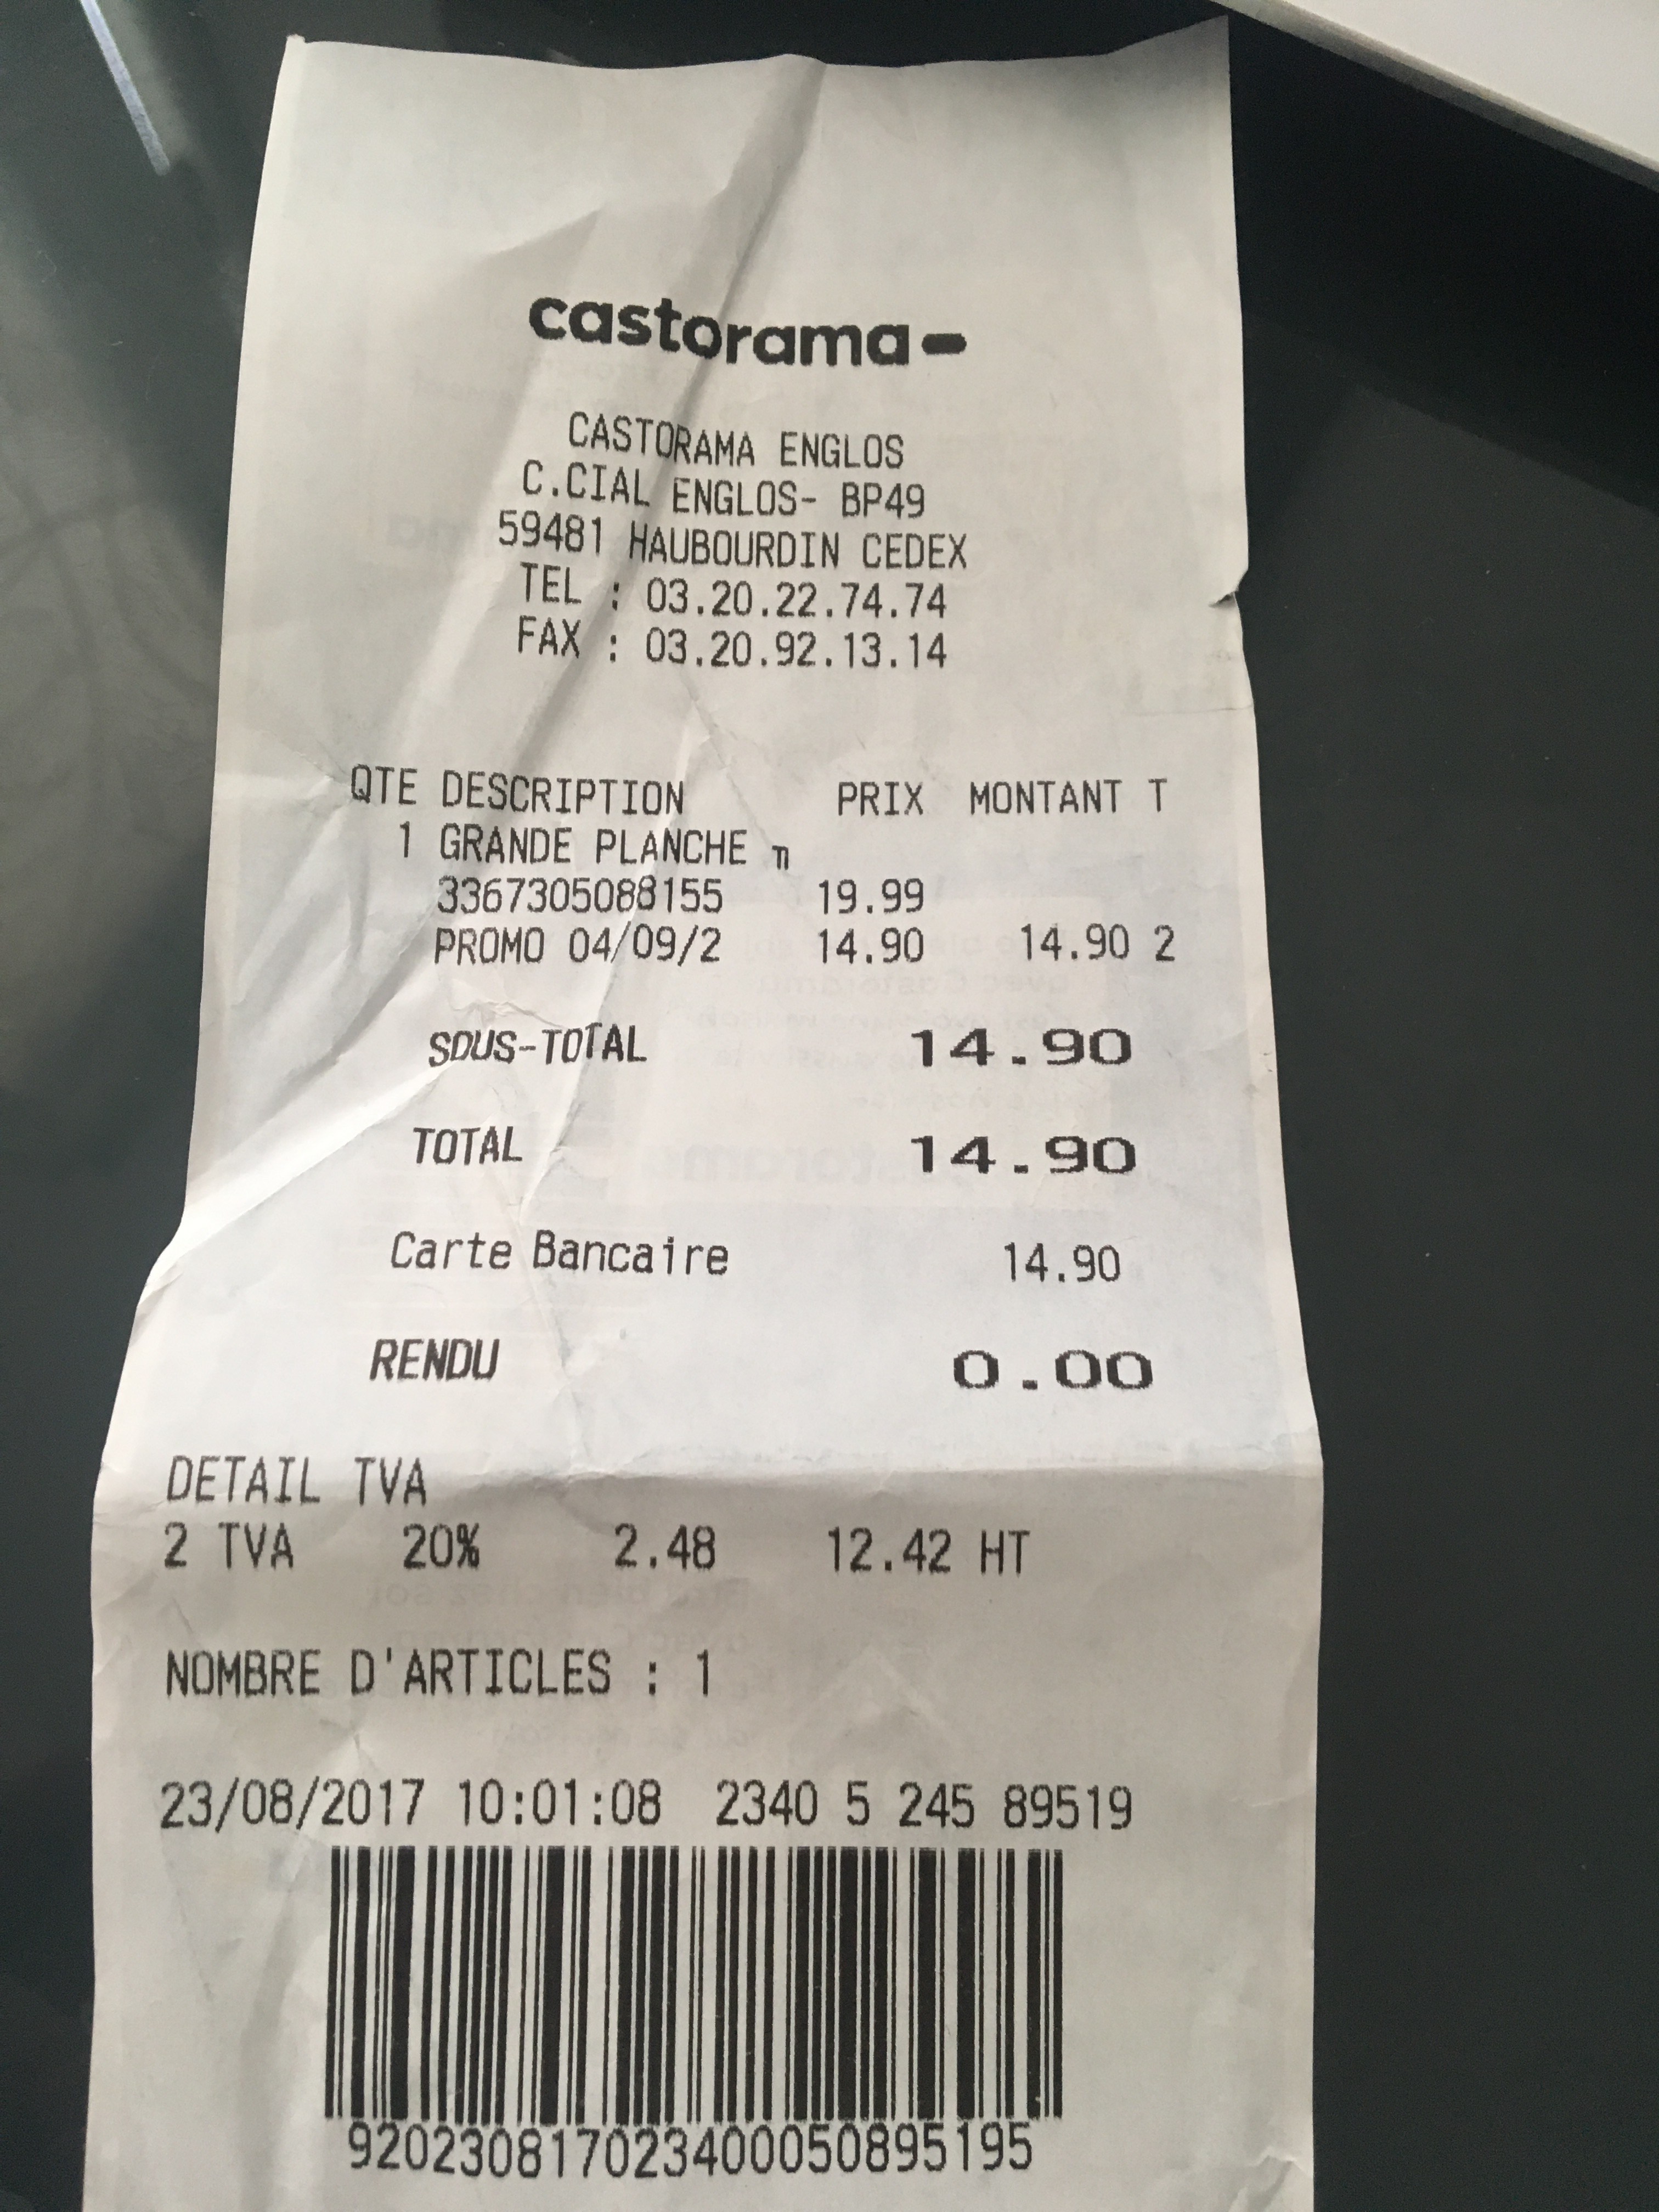 castorama
CASTORAMA ENGLOS
C.CIAL ENGLOS- BP49
59481 HAUBOURDIN CEDEX
TEL : 03.20.22.74.74
FAX : 03.20.92.13.14
QTE DESCRIPTION PRIX MONTANT T
1 GRANDE PLANCHE
3367305088155 19.99
PROMO 04/09/2 14.90 14.90 2
SOUS-TOTAL 14.90
TOTAL 14.90
Carte Bancaire 14.90
RENDU 0.00
DETAIL TVA
2 TVA 20% 2.48 12.42 HT
NOMBRE D'ARTICLES : 1
23/08/2017 10:01:08 2340 5 245 89519
920230817023400050895195